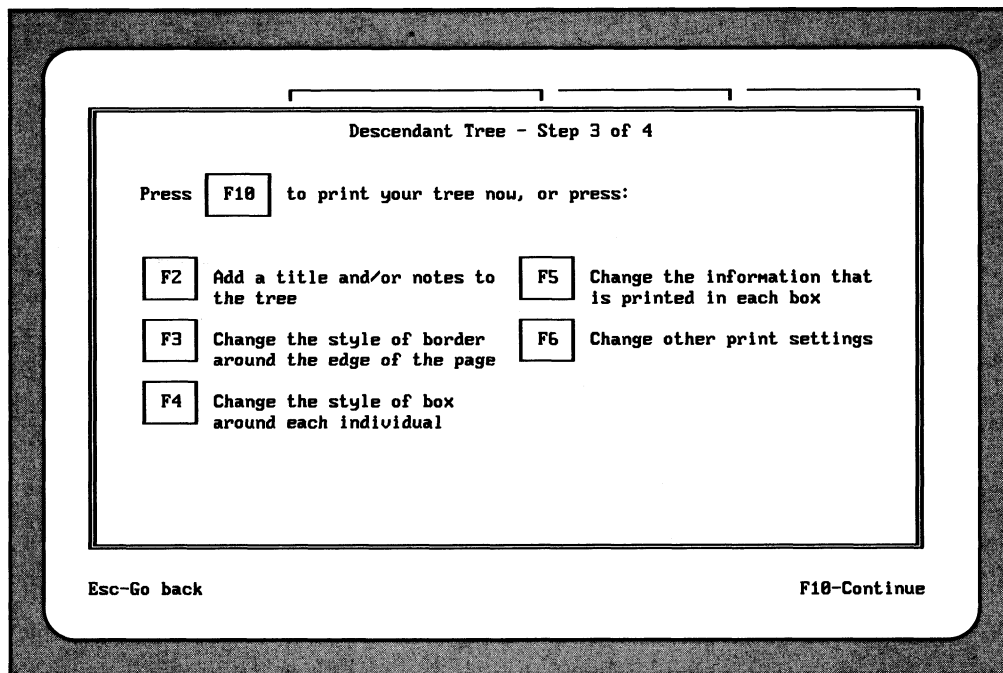 Descendant Tree - Step 3 of 4
Press F10 to print your tree now, or press:
F2 Add a title and/or notes to
the tree
F3 Change the style of border
around the edge of the page
F4 Change the style of box
around each individual
F5 Change the information that
is printed in each box
F6 Change other print settings
Esc-Go back
F10-Continue